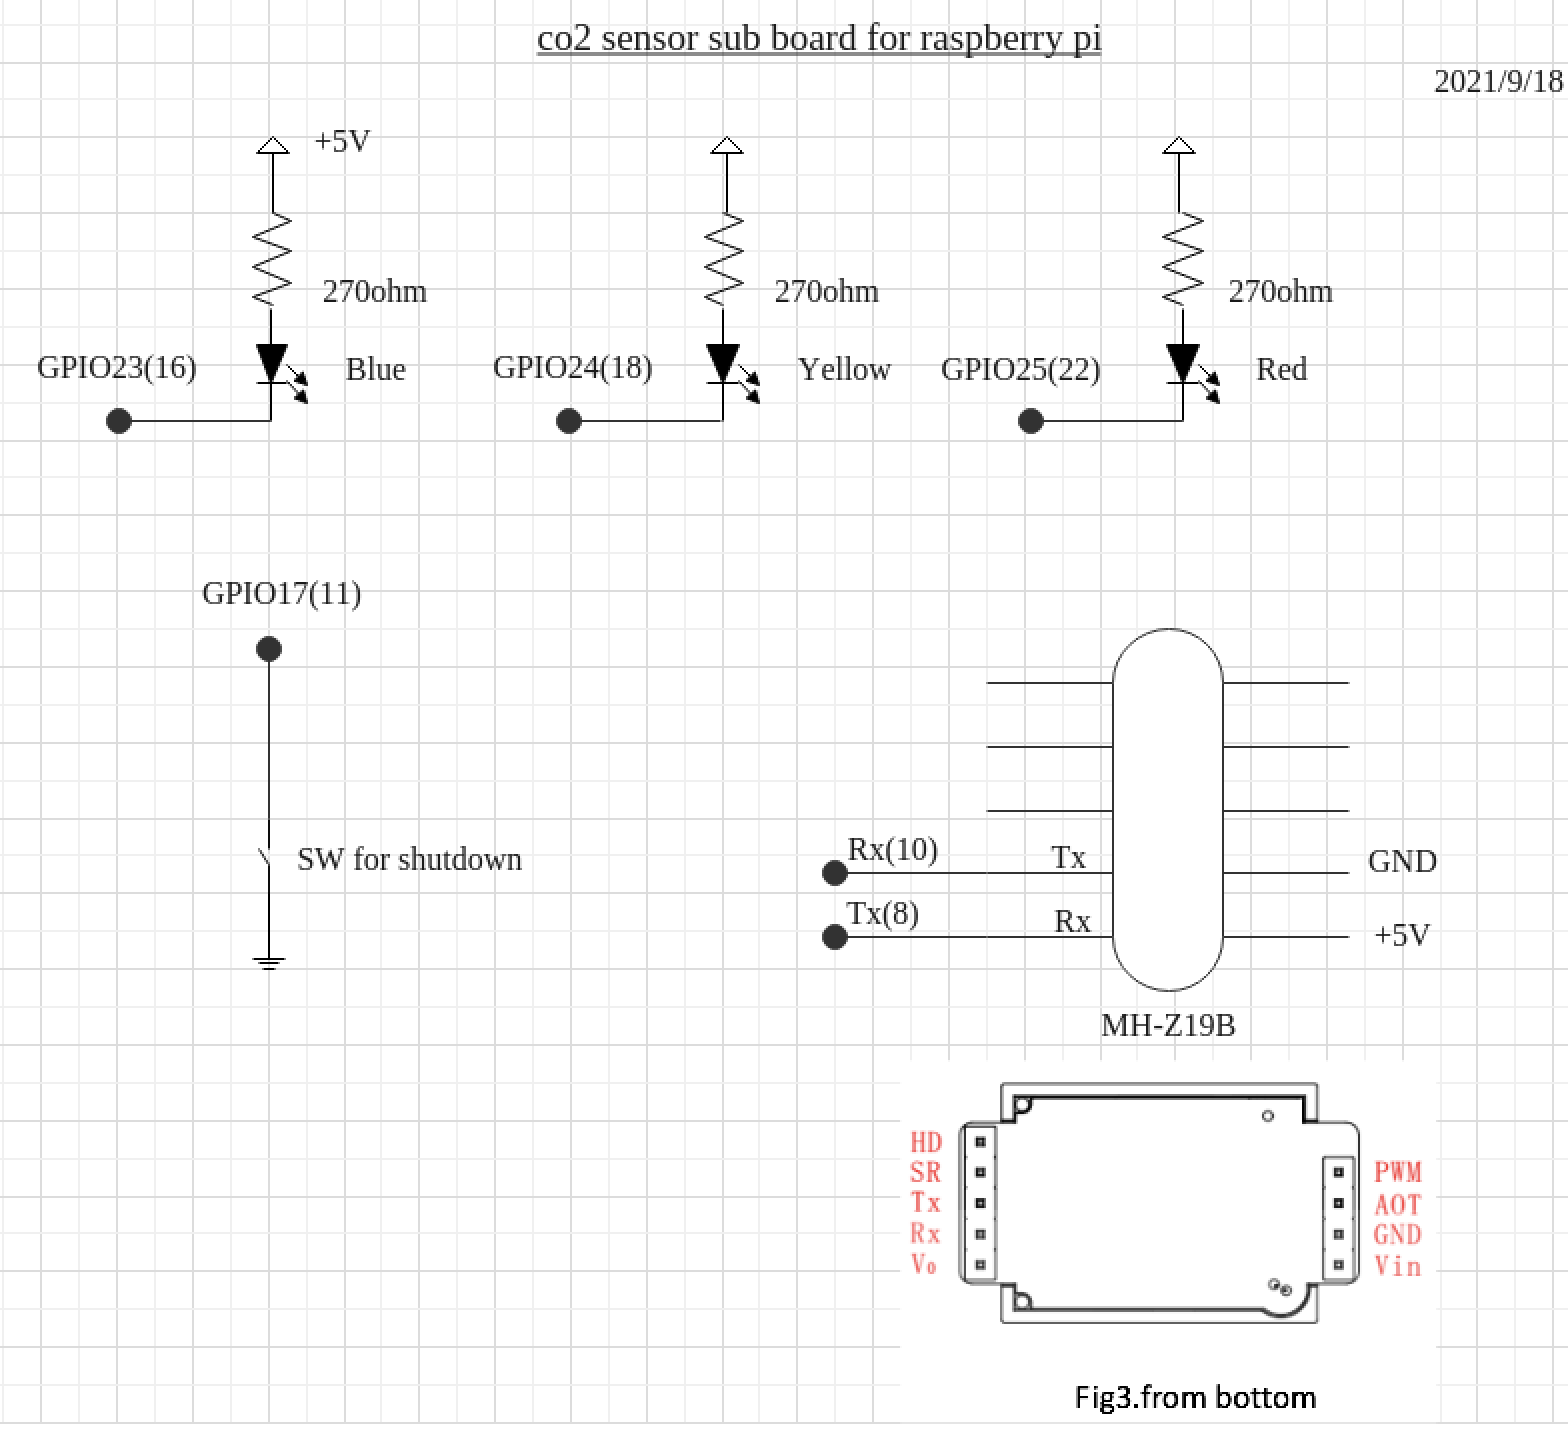 co2 sensor sub board for raspberry pi
2021/9/18
+5V
270ohm
270ohm
270ohm
GPIO23(16)
Blue
GPIO24(18)
Yellow
GPIO25(22)
Red
GPIO17(11)
SW for shutdown
Rx(10)
Tx
GND
Tx(8)
Rx
+5V
MH-Z19B
HD
SR
Tx
Rx
Vo
PWM
AOT
GND
Vin
Fig3.from bottom